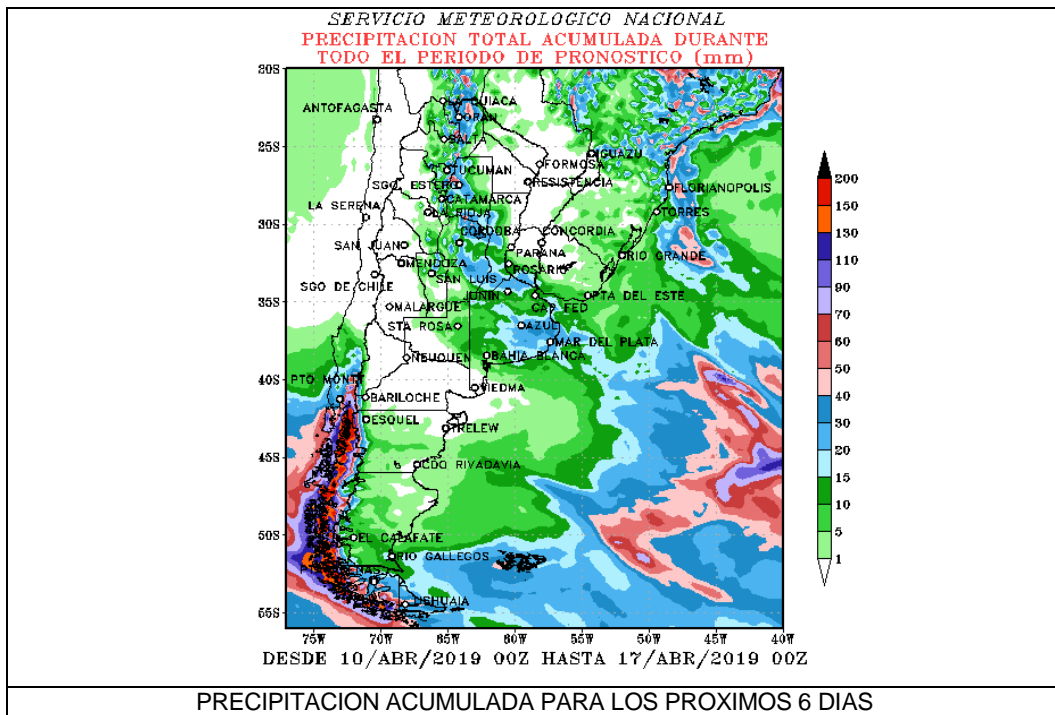 SERVICIO METEOROLOGICO NACIONAL
PRECIPITACION TOTAL ACUMULADA DURANTE
TODO EL PERIODO DE PRONOSTICO (mm)
20S
25S
30S
35S
40S
45S
50S
55S
ANTOFAGASTA
LA QUIACA
ORAN
SALTA
IGUAZU
TUCUMAN
FORMOSA
SGO. ESTERO
RESISTENCIA
FLORIANOPOLIS
CATAMARCA
LA SERENA
LA RIOJA
TORRES
CORDOBA
CONCORDIA
SAN JUAN
PARANA
RIO GRANDE
MENDOZA
ROSARIO
SAN LUIS
SGO DE CHILE
JUNIN
PTA DEL ESTE
MALARGUE
CAP FED
STA ROSA
AZUL
MAR DEL PLATA
NEUQUEN
BAHIA BLANCA
PTO MONTT
VIEDMA
BARILOCHE
ESQUEL
TRELEW
CDO RIVADAVIA
EL CALAFATE
RIO GALLEGOS
USHUAIA
75W 70W 65W 60W 55W 50W 45W 40W
200
150
130
110
90
70
60
50
40
30
20
15
10
5
1
DESDE 10/ABR/2019 00Z HASTA 17/ABR/2019 00Z
PRECIPITACION ACUMULADA PARA LOS PROXIMOS 6 DIAS